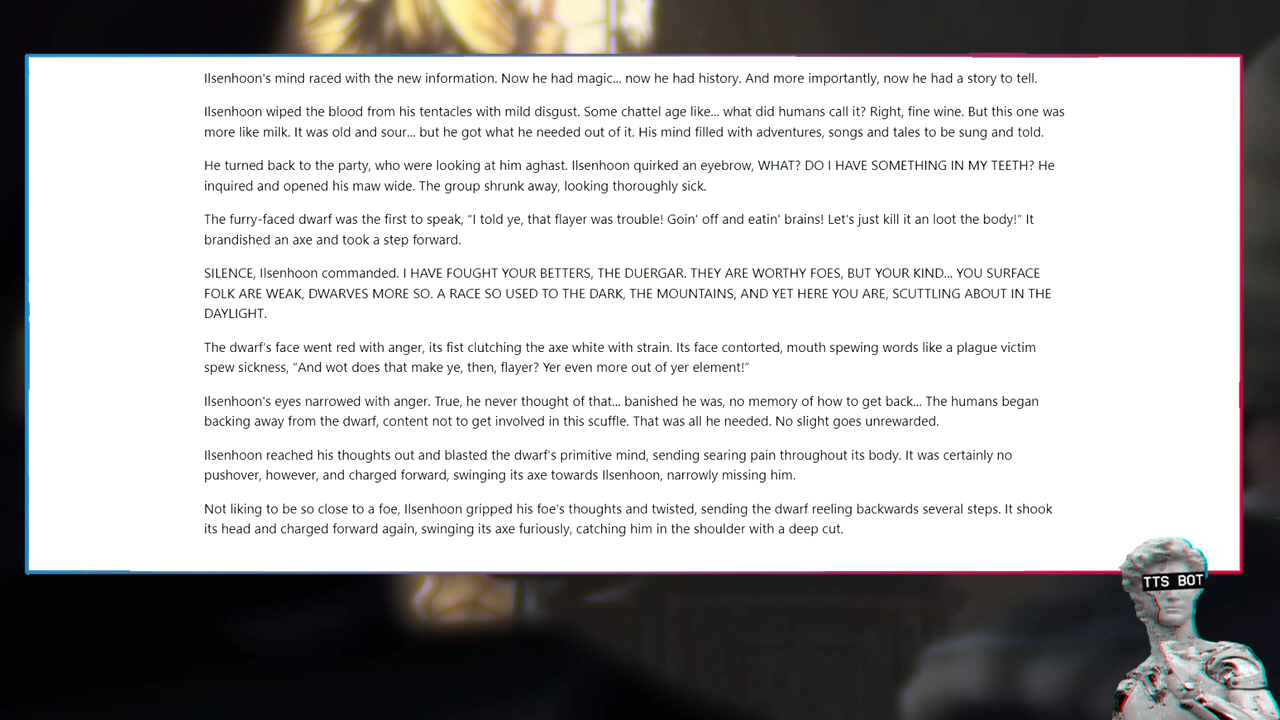 Ilsenhoon's mind raced with the new information. Now he had magic... now he had history. And more importantly, now he had a story to tell.
Ilsenhoon wiped the blood from his tentacles with mild disgust. Some chattel age like... what did humans call it? Right, fine wine. But this one was
more like milk. It was old and sour... but he got what he needed out of it. His mind filled with adventures, songs and tales to be sung and told.
He turned back to the party, who were looking at him aghast. Ilsenhoon quirked an eyebrow, WHAT? DO I HAVE SOMETHING IN MY TEETH? He
inquired and opened his maw wide. The group shrunk away, looking thoroughly sick.
The furry-faced dwarf was the first to speak, “I told ye, that flayer was trouble! Goin' off and eatin' brains! Let's just kill it an loot the body!” It
brandished an axe and took a step forward.
SILENCE, Ilsenhoon commanded. I HAVE FOUGHT YOUR BETTERS, THE DUERGAR. THEY ARE WORTHY FOES, BUT YOUR KIND... YOU SURFACE
FOLK ARE WEAK, DWARVES MORE SO. A RACE SO USED TO THE DARK, THE MOUNTAINS, AND YET HERE YOU ARE, SCUTTLING ABOUT IN THE
DAYLIGHT.
The dwarf's face went red with anger, its fist clutching the axe white with strain. Its face contorted, mouth spewing words like a plague victim
spew sickness, “And wot does that make ye, then, flayer? Yer even more out of yer element!”
Ilsenhoon's eyes narrowed with anger. True, he never thought of that... banished he was, no memory of how to get back... The humans began
backing away from the dwarf, content not to get involved in this scuffle. That was all he needed. No slight goes unrewarded.
Ilsenhoon reached his thoughts out and blasted the dwarf's primitive mind, sending searing pain throughout its body. It was certainly no
pushover, however, and charged forward, swinging its axe towards Ilsenhoon, narrowly missing him.
Not liking to be so close to a foe, Ilsenhoon gripped his foe's thoughts and twisted, sending the dwarf reeling backwards several steps. It shook
its head and charged forward again, swinging its axe furiously, catching him in the shoulder with a deep cut.
TTS BOT